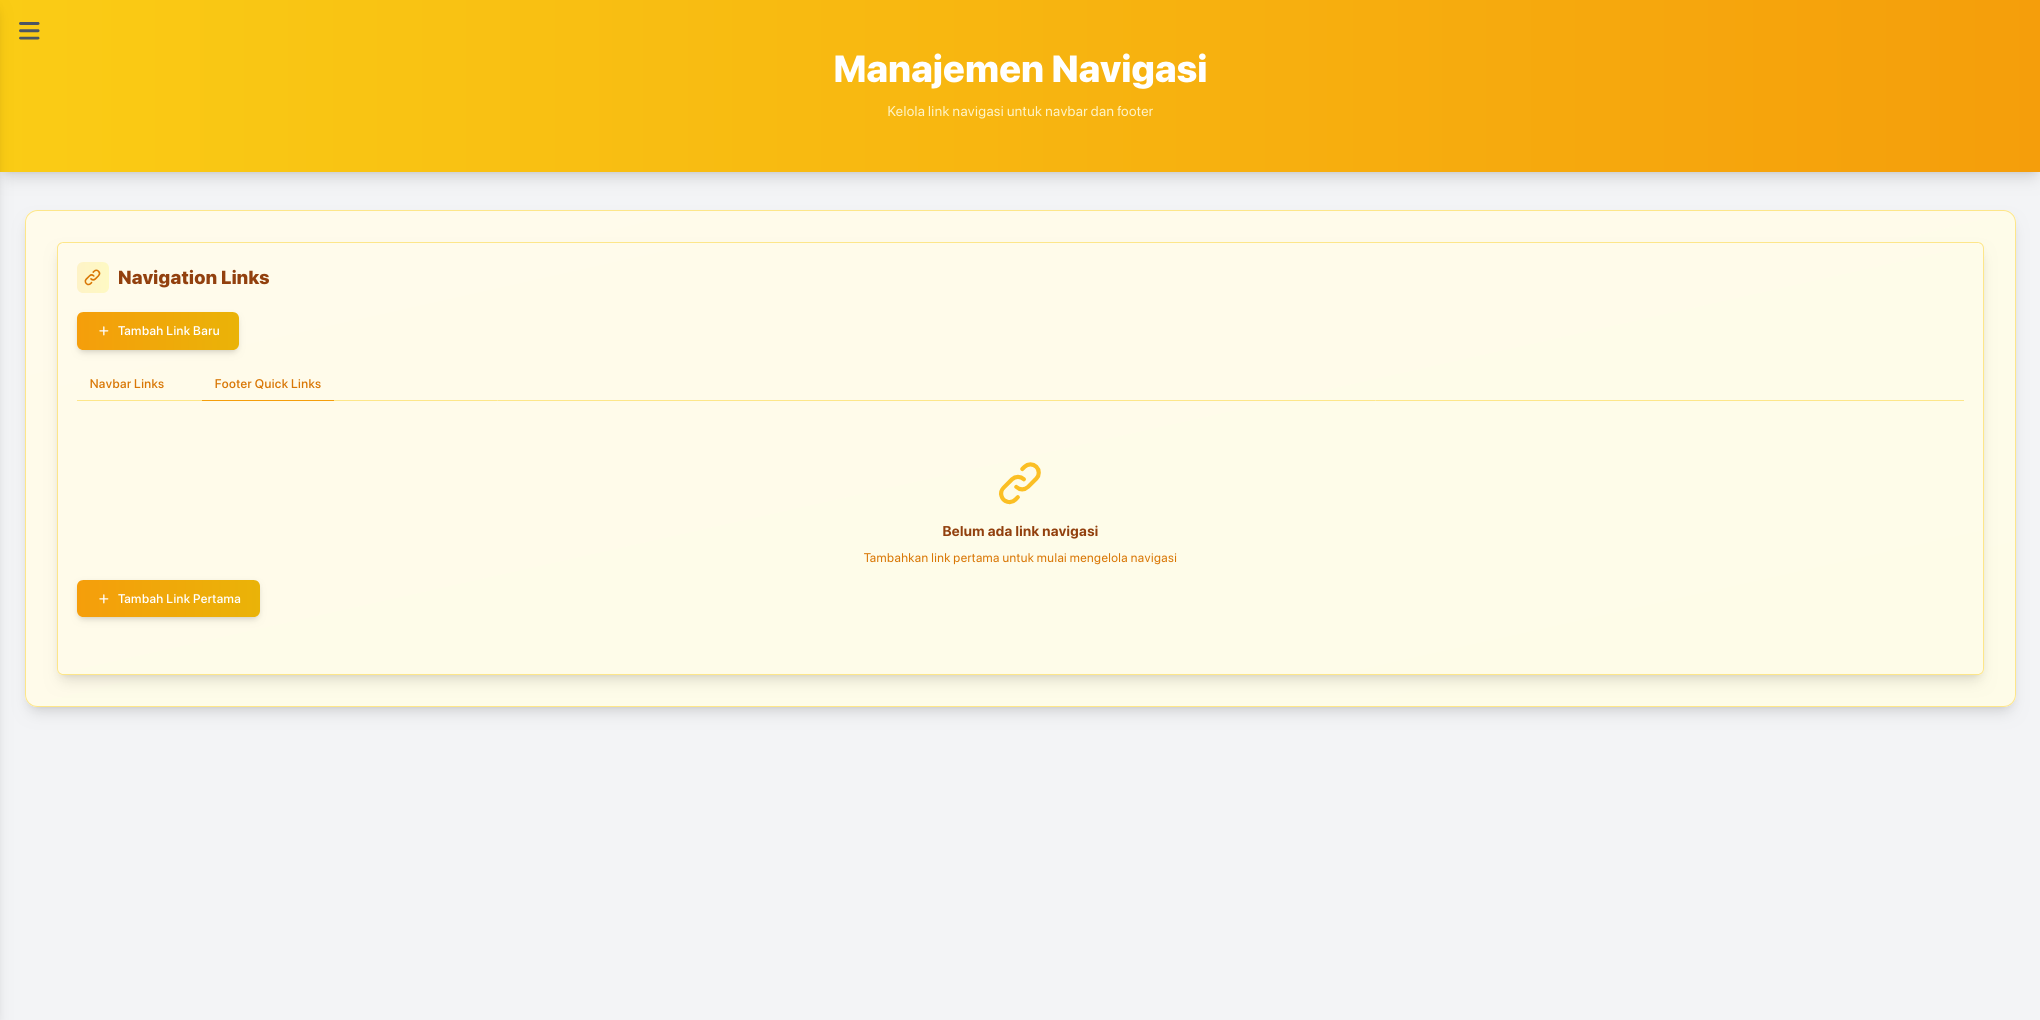 Manajemen Navigasi
Kelola link navigasi untuk navbar dan footer
Navigation Links
Tambah Link Baru
Navbar Links
Footer Quick Links
Belum ada link navigasi
Tambahkan link pertama untuk mulai mengelola navigasi
Tambah Link Pertama